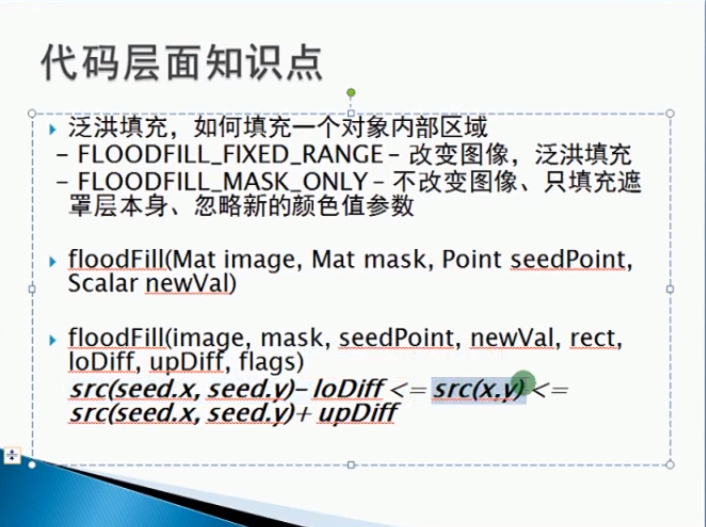 代码层面知识点
泛洪填充，如何填充一个对象内部区域
– FLOODFILL_FIXED_RANGE – 改变图像，泛洪填充
– FLOODFILL_MASK_ONLY – 不改变图像、只填充遮
罩层本身、忽略新的颜色值参数
floodFill(Mat image, Mat mask, Point seedPoint,
Scalar newVal)
floodFill(image, mask, seedPoint, newVal, rect,
loDiff, upDiff, flags)
src(seed.x, seed.y)– loDiff <= src(x,y) <=
src(seed.x, seed.y)+ upDiff